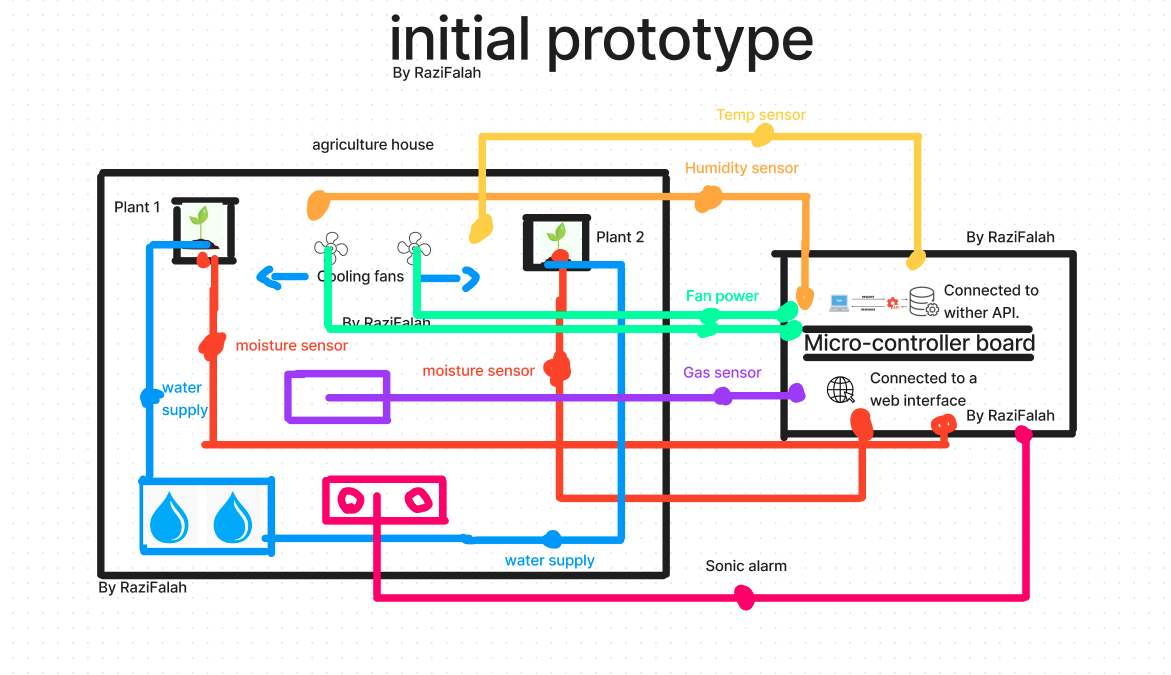 initial prototype
By RaziFalah
Temp sensor
agriculture house
Humidity sensor
Plant 1
Plant 2
By RaziFalah
Cooling fans
Connected to
wither API.
Fan power
By RaziFalah
Micro-controller board
moisture sensor
moisture sensor
Gas sensor
Connected to a
web interface
water
supply
By RaziFalah
water supply
Sonic alarm
By RaziFalah